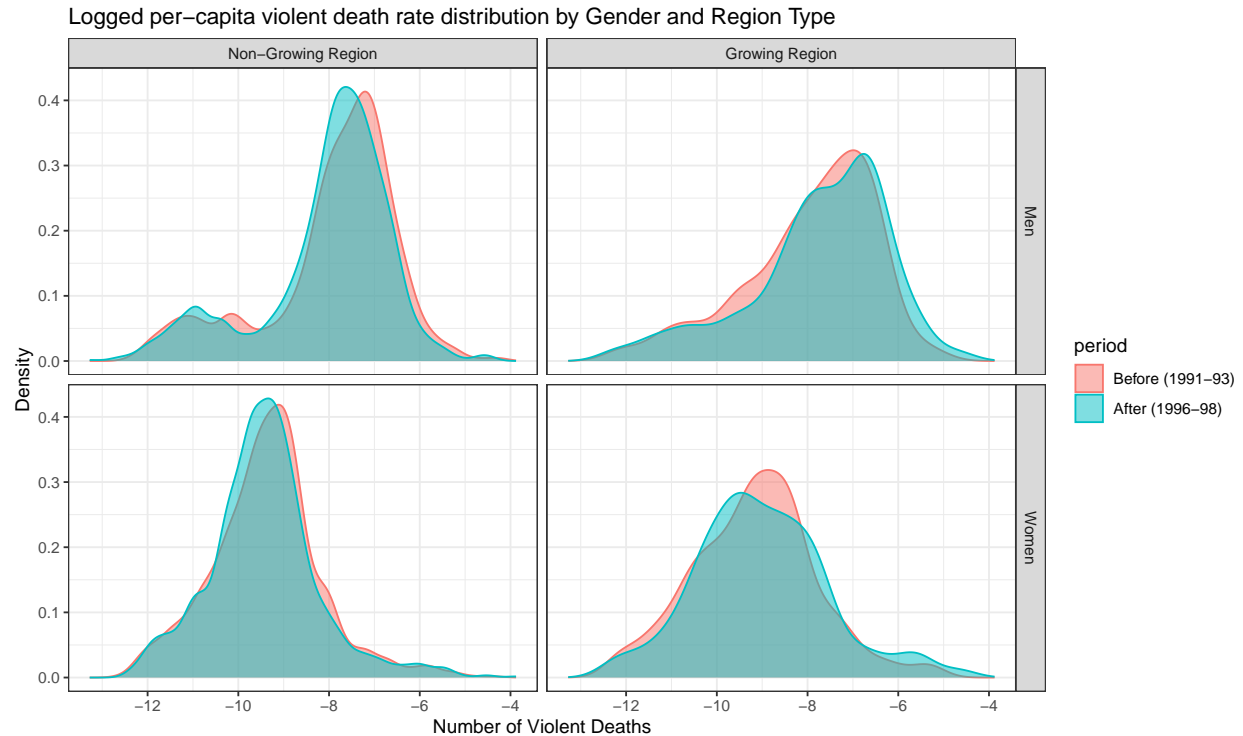 Logged per−capita violent death rate distribution by Gender and Region Type
Non−Growing Region
Growing Region
Men
Women
0.4
0.3
0.2
0.1
0.0
0.4
0.3
0.2
0.1
0.0
Density
−12
−10
−8
−6
−4
−12
−10
−8
−6
−4
Number of Violent Deaths
period
Before (1991−93)
After (1996−98)